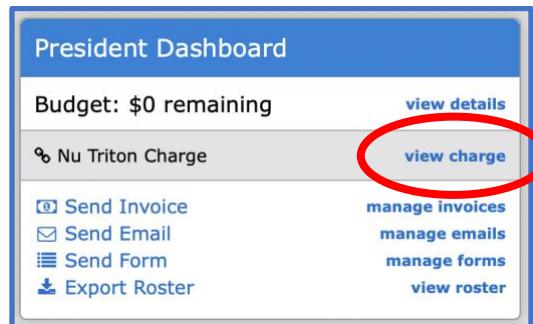 President Dashboard
Budget: $0 remaining view details
Nu Triton Charge view charge
Send Invoice manage invoices
Send Email manage emails
Send Form manage forms
Export Roster view roster